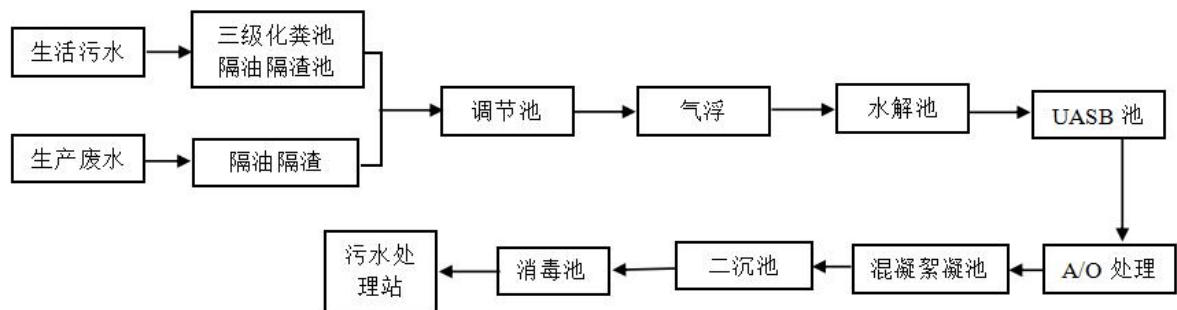 生活污水
三级化粪池
隔油隔渣池
调节池
气浮
水解池
UASB 池
生产废水
隔油隔渣
污水处
理站
消毒池
二沉池
混凝絮凝池
A/O 处理